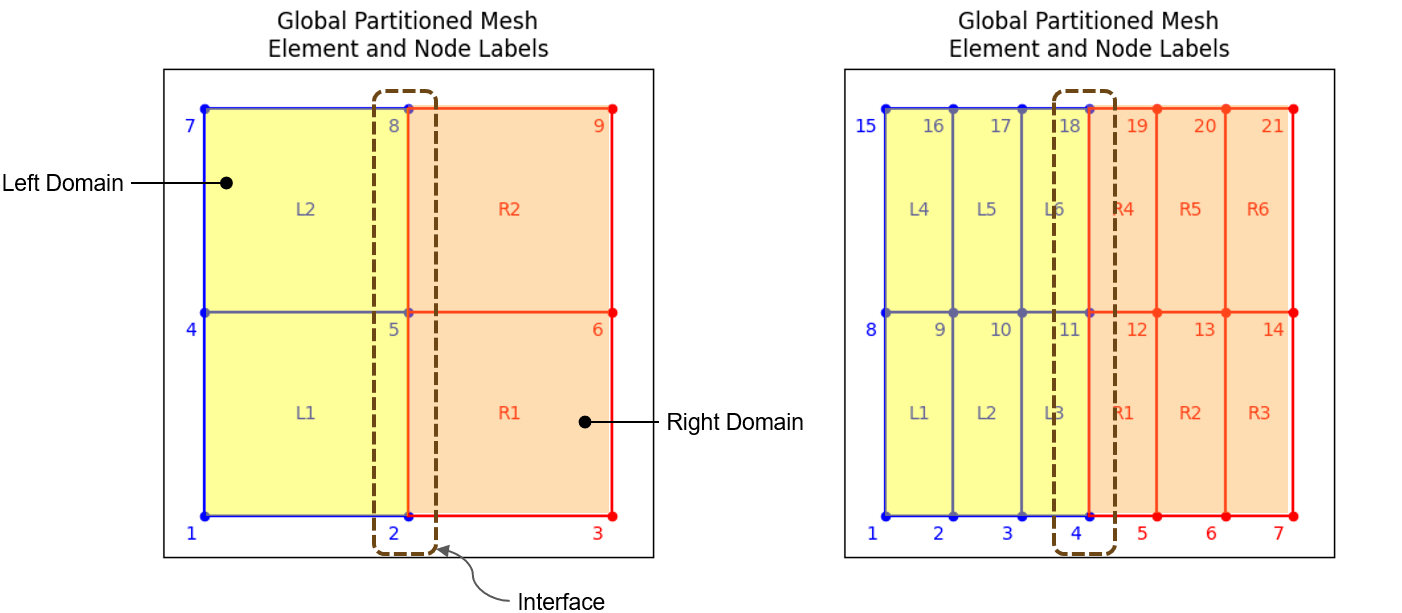 Global Partitioned Mesh
Element and Node Labels
7
8
9
Left Domain
L2
R2
4
5
6
L1
R1
Right Domain
1
2
3
Interface
Global Partitioned Mesh
Element and Node Labels
15
16
17
18
19
20
21
L4
L5
L6
R4
R5
R6
8
9
10
11
12
13
14
L1
L2
L3
R1
R2
R3
1
2
3
4
5
6
7